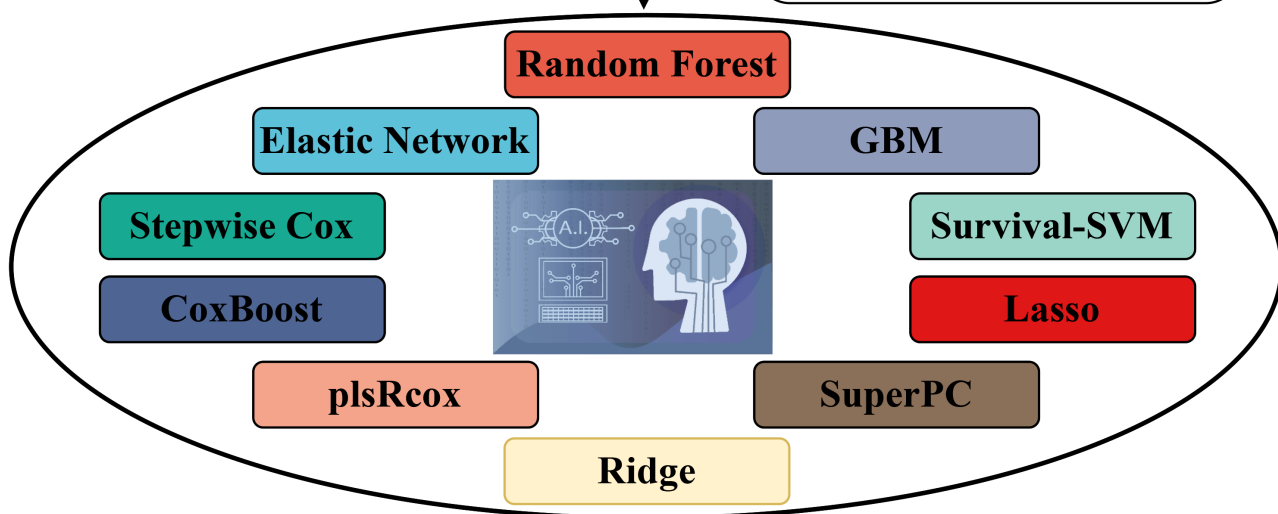 Random Forest
Elastic Network
GBM
Stepwise Cox
A.I.
Survival-SVM
CoxBoost
Lasso
plsRcox
SuperPC
Ridge